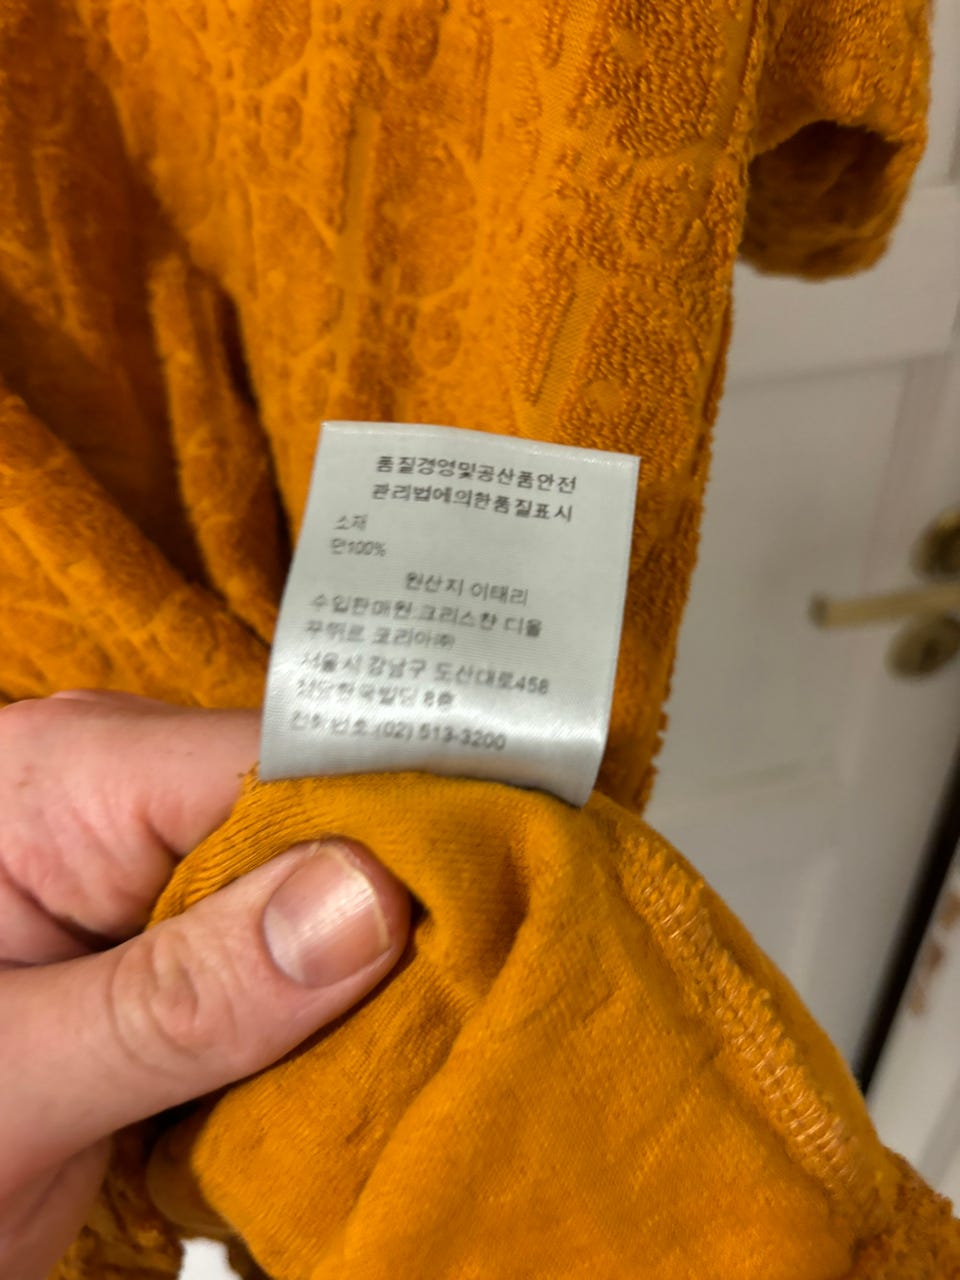 품질경영및공산품안전
관리법에의한품질표시
소재
면100%
원산지 이태리
수입판매원 크리스챤 디올
꾸뛰르 코리아㈜
서울시 강남구 도산대로458
8층
전화번호 (02) 513-3200